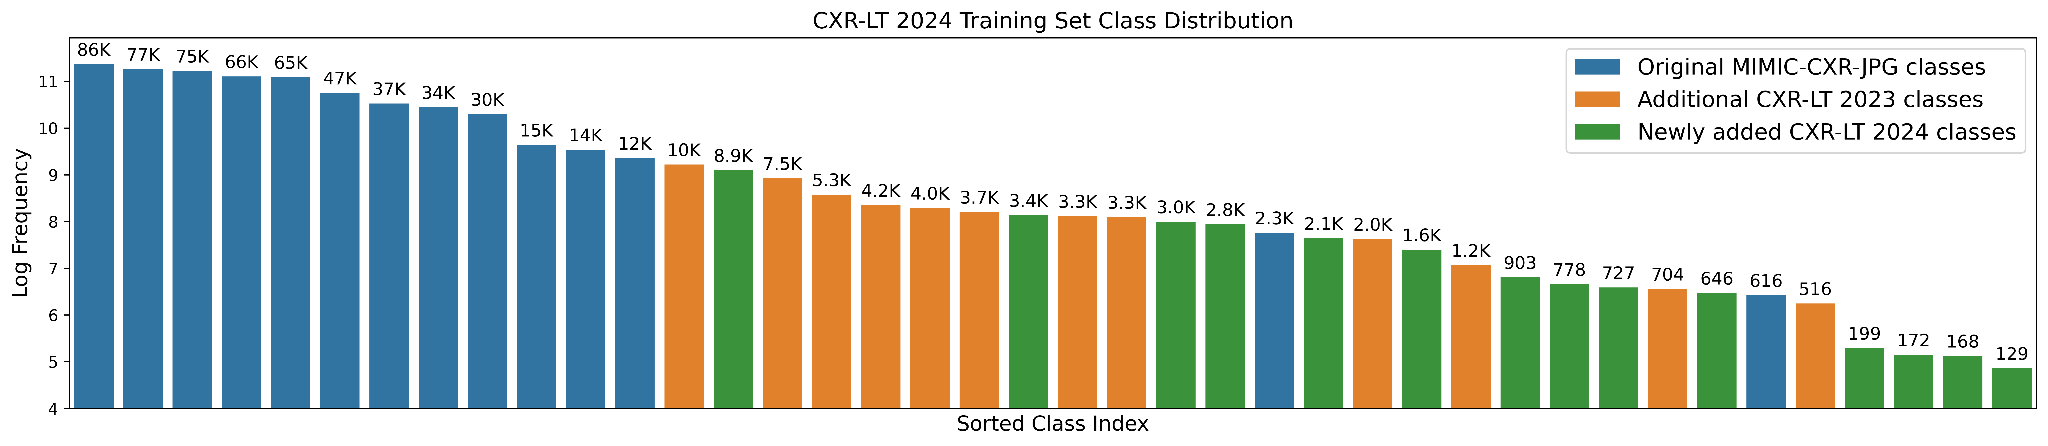 CXR-LT 2024 Training Set Class Distribution
86K 77K 75K 66K 65K 47K 37K 34K 30K 15K 14K 12K 10K 8.9K 7.5K 5.3K 4.2K 4.0K 3.7K 3.4K 3.3K 3.3K 3.0K 2.8K 2.3K 2.1K 2.0K 1.6K 1.2K 903 778 727 704 646 616 516 199 172 168 129
Original MIMIC-CXR-JPG classes
Additional CXR-LT 2023 classes
Newly added CXR-LT 2024 classes
Log Frequency
11
10
9
8
7
6
5
4
Sorted Class Index